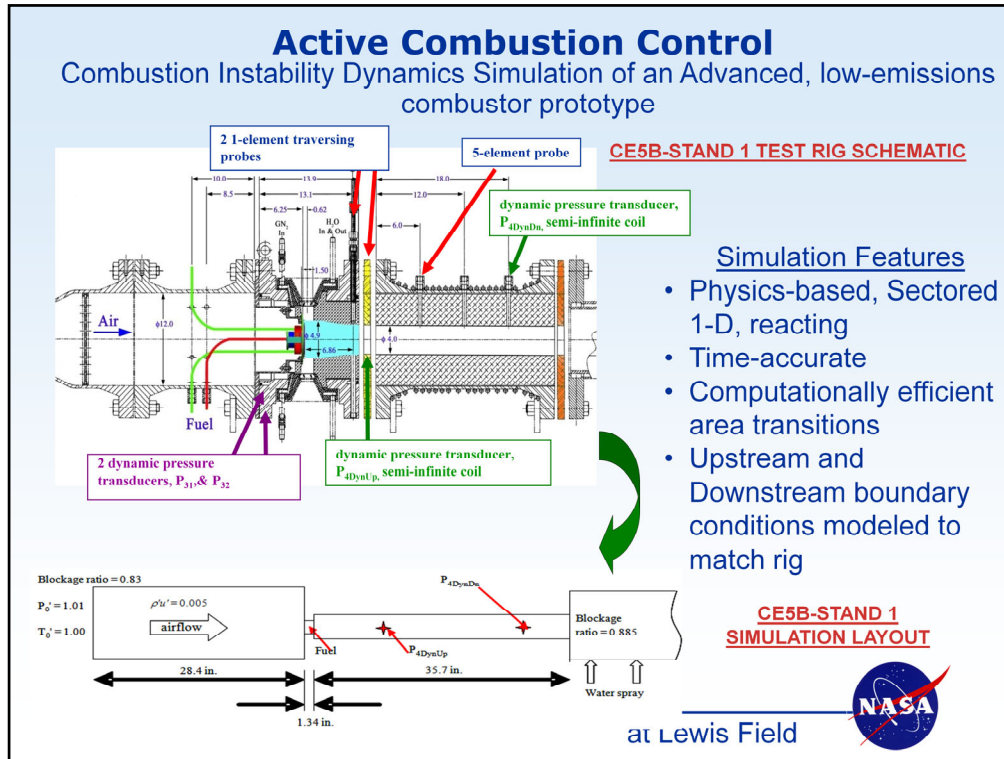 Active Combustion Control
Combustion Instability Dynamics Simulation of an Advanced, low-emissions
combustor prototype
2 1-element traversing
probes
5-element probe
CE5B-STAND 1 TEST RIG SCHEMATIC
dynamic pressure transducer,
P4DynDn, semi-infinite coil
10.0
13.9
18.0
8.5
13.1
12.0
6.25
0.62
6.0
GN2
In
H2O
In & Out
1.50
Air
ϕ12.0
ϕ 4.9
6.86
ϕ 4.0
Fuel
2 dynamic pressure
transducers, P31,& P32
dynamic pressure transducer,
P4DynUp, semi-infinite coil
Simulation Features
• Physics-based, Sectored
1-D, reacting
• Time-accurate
• Computationally efficient
area transitions
• Upstream and
Downstream boundary
conditions modeled to
match rig
Blockage ratio = 0.83
P0' = 1.01
T0' = 1.00
ρ'u' = 0.005
airflow
Fuel
P4DynUp
P4DynDn
Blockage
ratio = 0.885
28.4 in.
35.7 in.
1.34 in.
Water spray
CE5B-STAND 1
SIMULATION LAYOUT
NASA
at Lewis Field